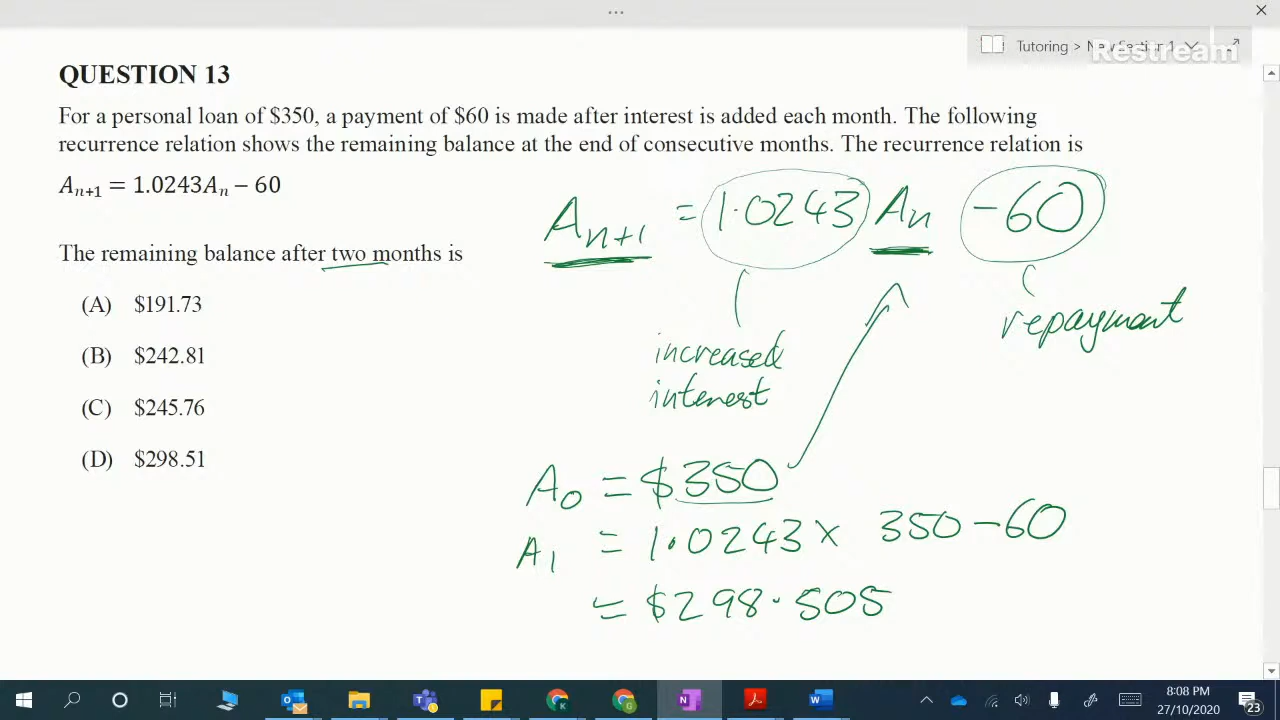 Tutoring > New Section 1
Restream
QUESTION 13
For a personal loan of $350, a payment of $60 is made after interest is added each month. The following
recurrence relation shows the remaining balance at the end of consecutive months. The recurrence relation is
Aₙ₊₁ = 1.0243Aₙ − 60
Aₙ₊₁ = 1.0243 Aₙ − 60
The remaining balance after two months is
(A) $191.73
(B) $242.81
(C) $245.76
(D) $298.51
increased
interest
repayment
A₀ = $350
A₁ = 1.0243 × 350 − 60
= $298.505
8:08 PM
27/10/2020
23